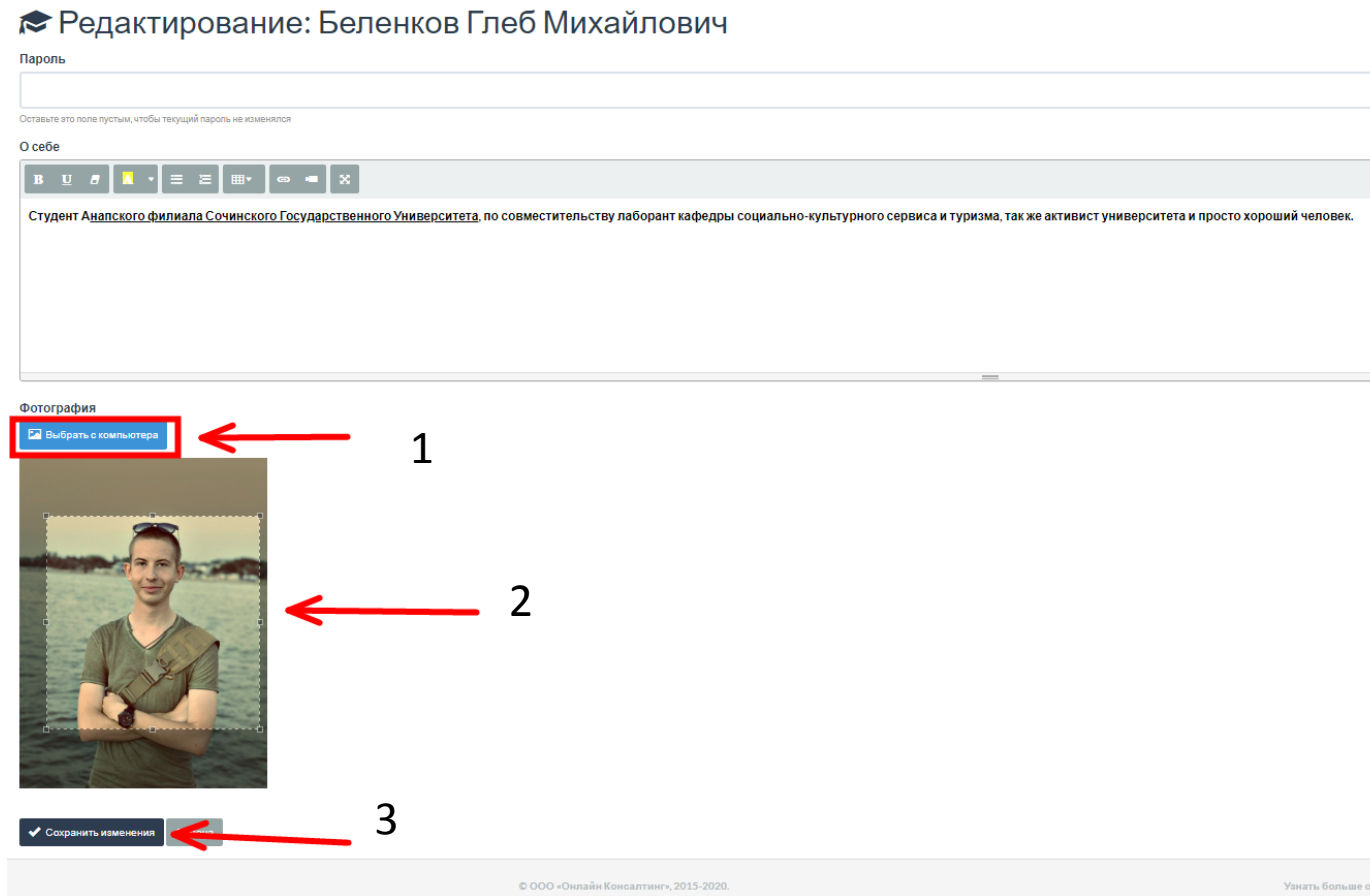 Редактирование: Беленков Глеб Михайлович
Пароль
Оставьте это поле пустым, чтобы текущий пароль не изменялся
О себе
B U A
Студент Анапского филиала Сочинского Государственного Университета, по совместительству лаборант кафедры социально-культурного сервиса и туризма, так же активист университета и просто хороший человек.
Фотография
Выбрать с компьютера
1
2
3
Сохранить изменения
© ООО «Онлайн Консалтинг», 2015-2020.
Узнать больше о